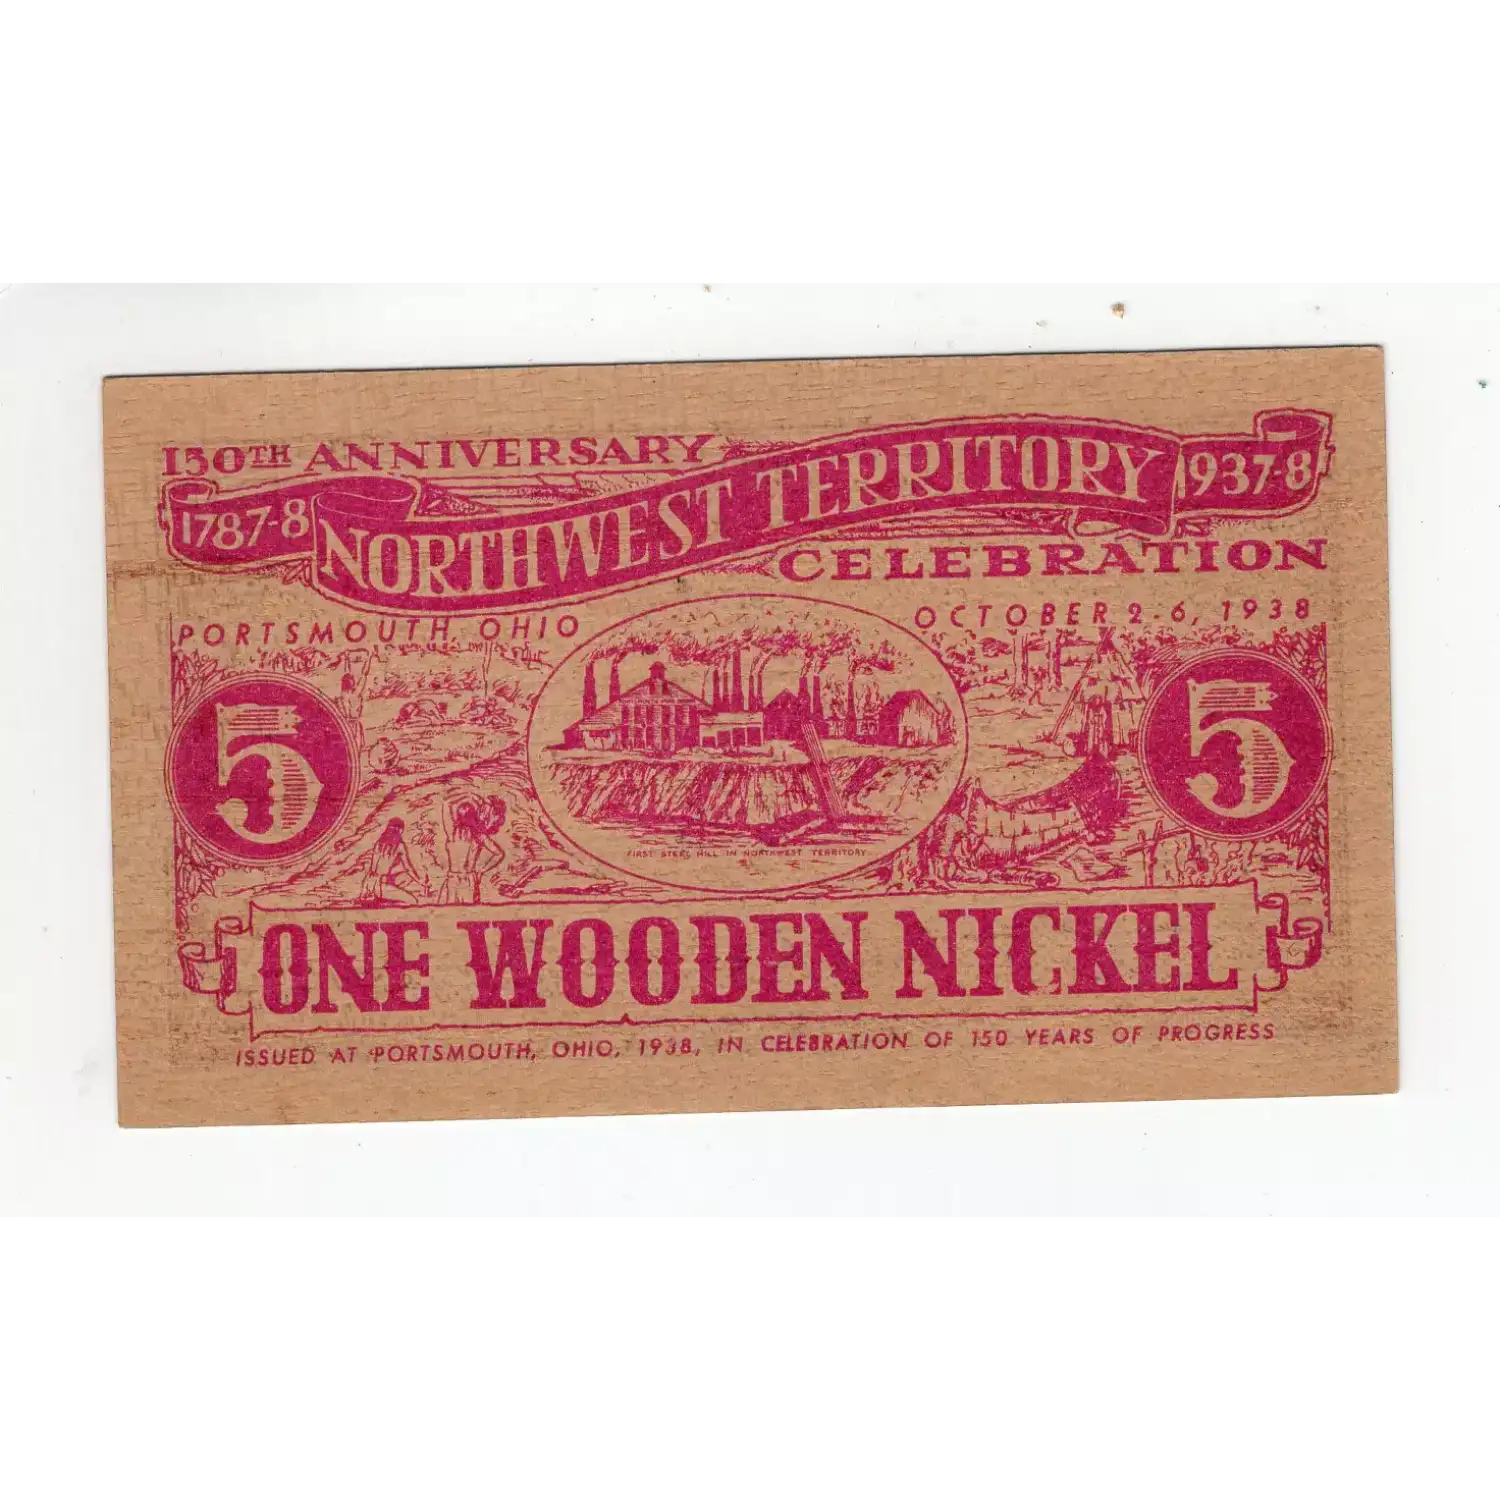 150TH ANNIVERSARY
1787-8 NORTHWEST TERRITORY 1937-8
CELEBRATION
PORTSMOUTH, OHIO
OCTOBER 2-6, 1938
5
5
FIRST STEEL MILL IN NORTHWEST TERRITORY
ONE WOODEN NICKEL
ISSUED AT PORTSMOUTH, OHIO, 1938, IN CELEBRATION OF 150 YEARS OF PROGRESS